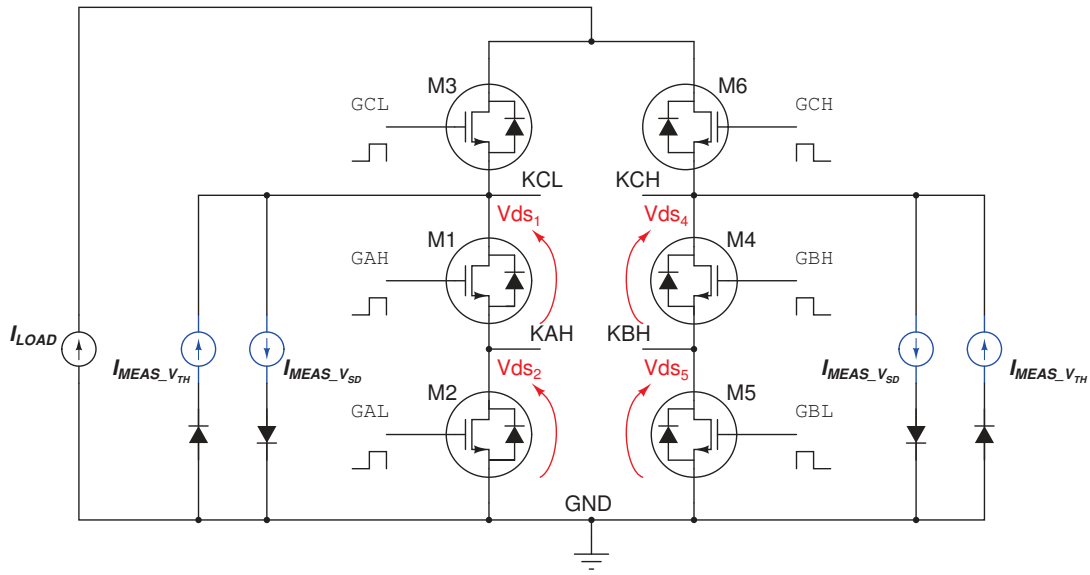 M3
M6
GCL
GCH
KCL
KCH
Vds1
Vds4
M1
M4
GAH
GBH
KAH
KBH
ILOAD
IMEAS_VTH
IMEAS_VSD
IMEAS_VSD
IMEAS_VTH
Vds2
Vds5
M2
M5
GAL
GBL
GND